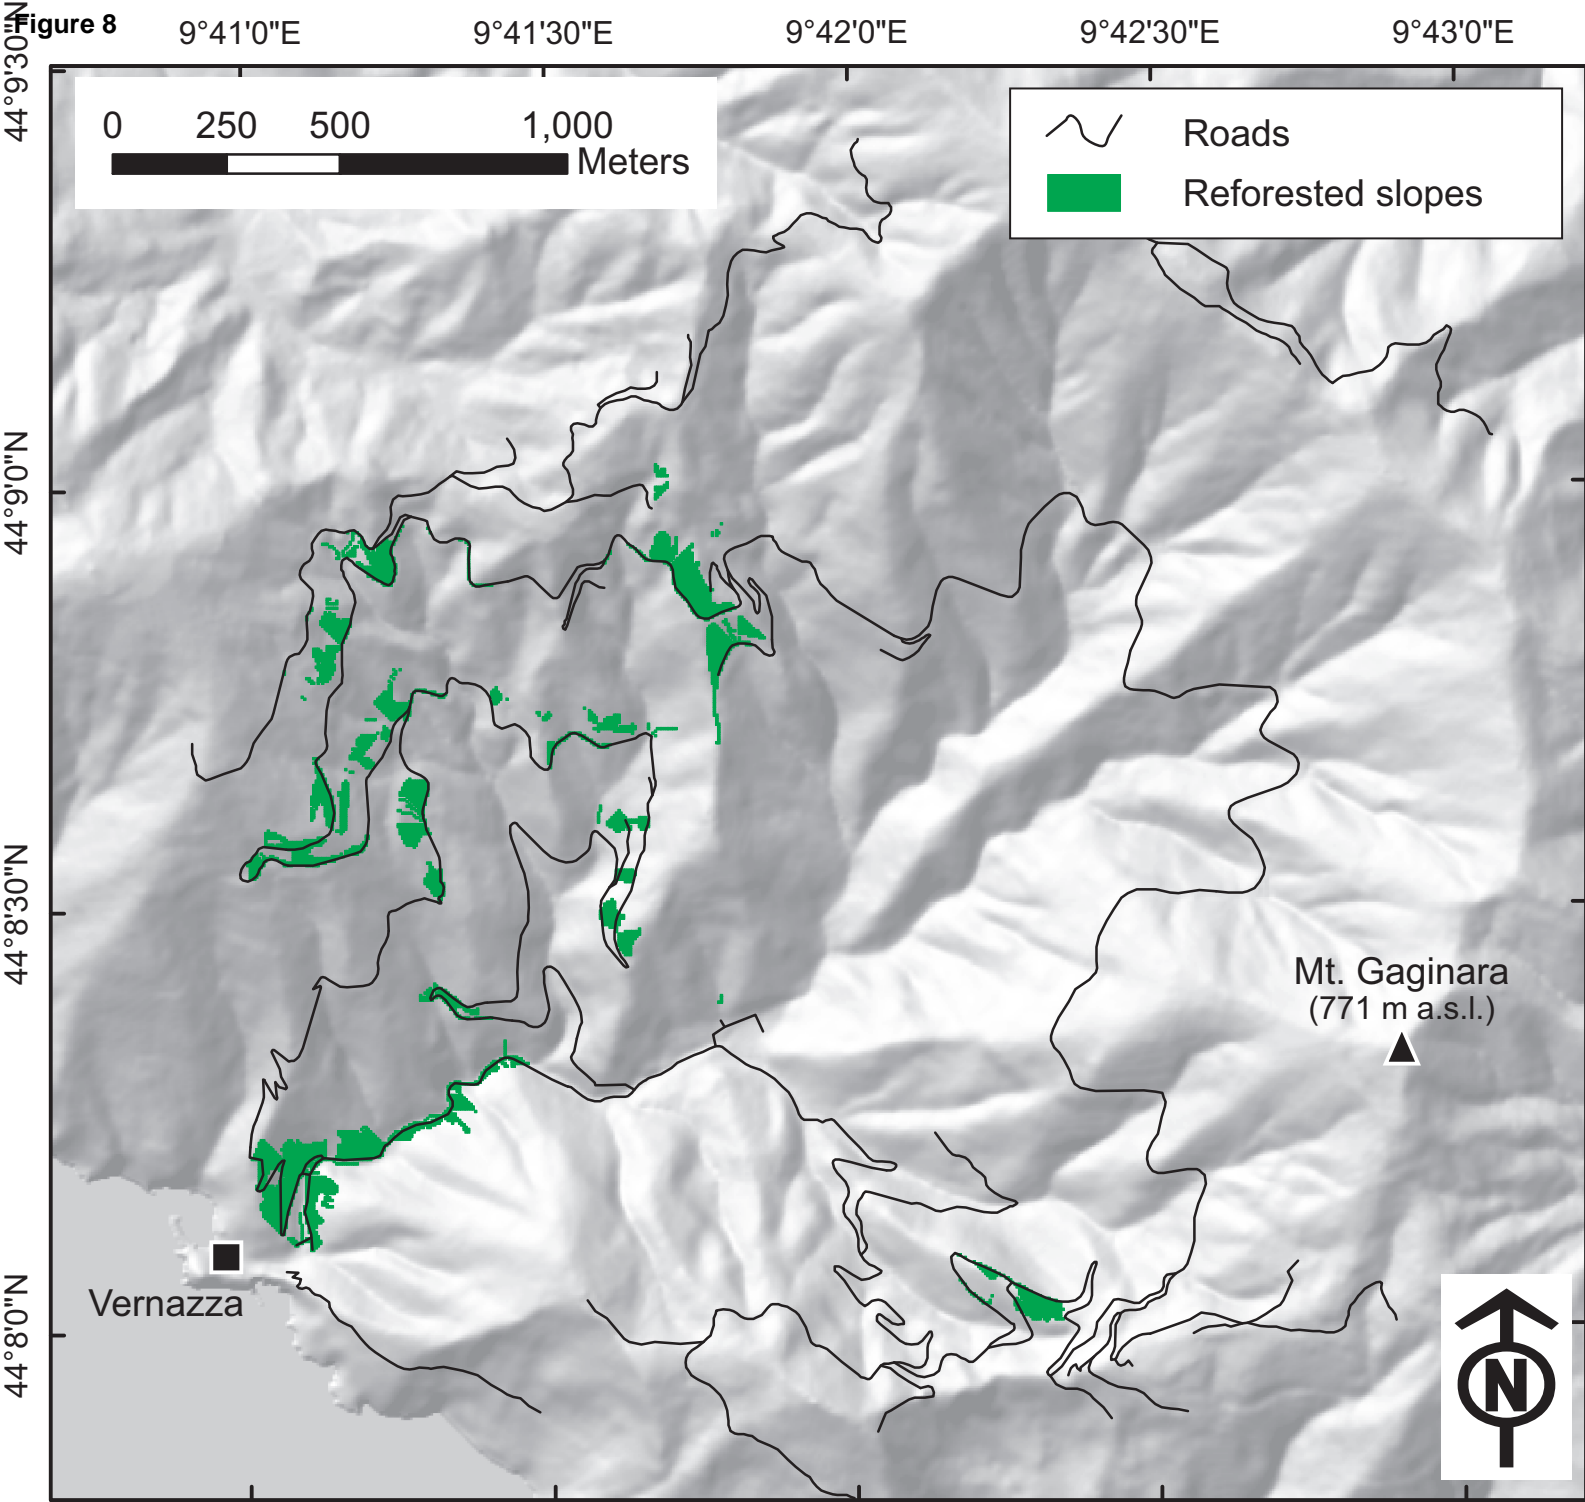 Figure 8
9°41'0"E 9°41'30"E 9°42'0"E 9°42'30"E 9°43'0"E
44°9'30"N
0 250 500 1,000
Meters
Roads
Reforested slopes
44°9'0"N
44°8'30"N
Mt. Gaginara
(771 m a.s.l.)
Vernazza
44°8'0"N
N